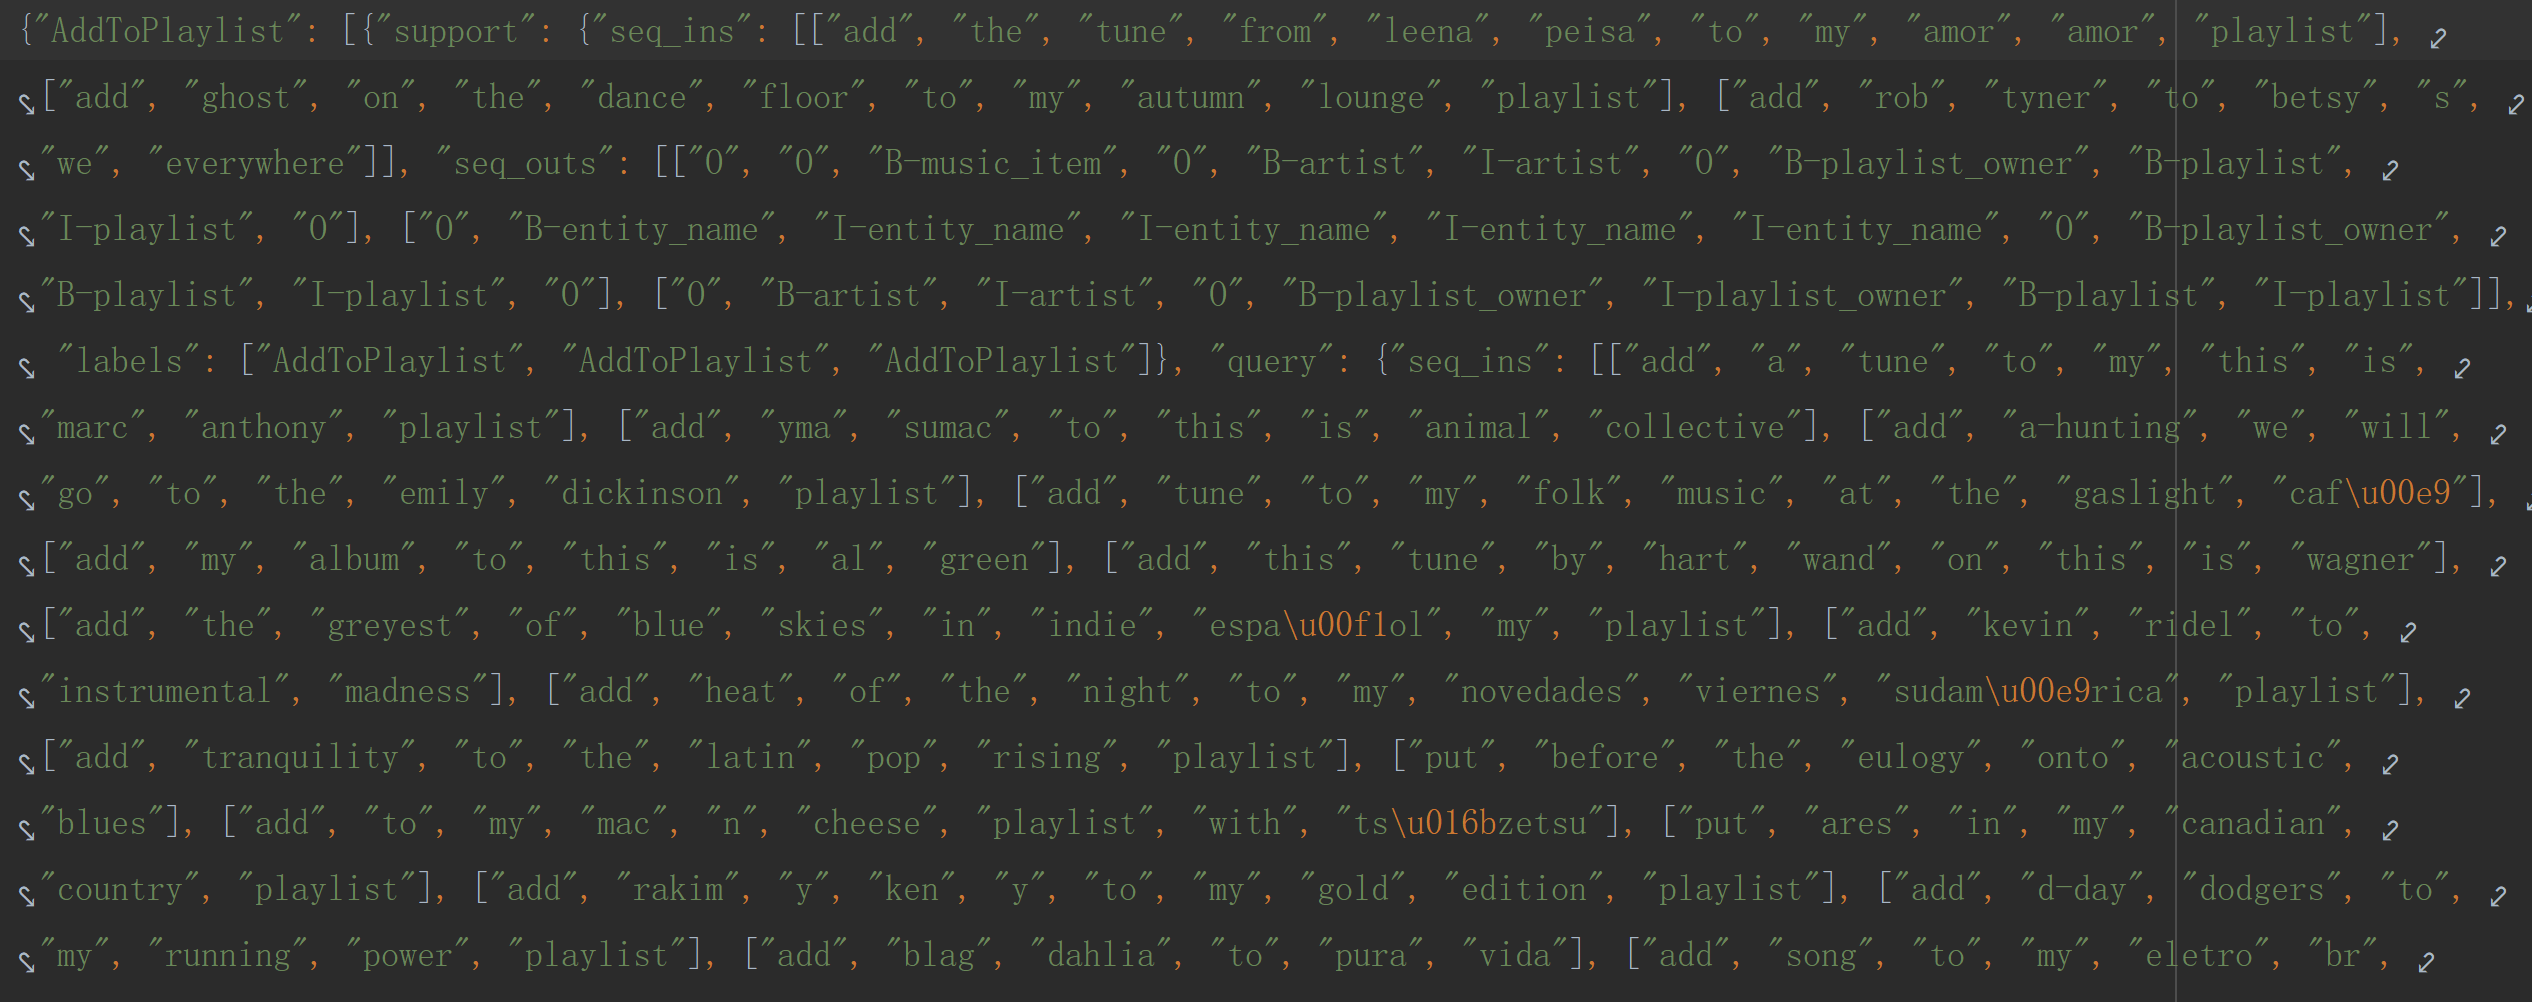 {"AddToPlaylist": [{"support": {"seq_ins": [["add", "the", "tune", "from", "leena", "peisa", "to", "my", "amor", "amor", "playlist"],
["add", "ghost", "on", "the", "dance", "floor", "to", "my", "autumn", "lounge", "playlist"], ["add", "rob", "tyner", "to", "betsy", "s",
"we", "everywhere"]], "seq_outs": [["O", "O", "B-music_item", "O", "B-artist", "I-artist", "O", "B-playlist_owner", "B-playlist",
"I-playlist", "O"], ["O", "B-entity_name", "I-entity_name", "I-entity_name", "I-entity_name", "I-entity_name", "O", "B-playlist_owner",
"B-playlist", "I-playlist", "O"], ["O", "B-artist", "I-artist", "O", "B-playlist_owner", "I-playlist_owner", "B-playlist", "I-playlist"]],
"labels": ["AddToPlaylist", "AddToPlaylist", "AddToPlaylist"]}, "query": {"seq_ins": [["add", "a", "tune", "to", "my", "this", "is",
"marc", "anthony", "playlist"], ["add", "yma", "sumac", "to", "this", "is", "animal", "collective"], ["add", "a-hunting", "we", "will",
"go", "to", "the", "emily", "dickinson", "playlist"], ["add", "tune", "to", "my", "folk", "music", "at", "the", "gaslight", "caf\u00e9"],
["add", "my", "album", "to", "this", "is", "al", "green"], ["add", "this", "tune", "by", "hart", "wand", "on", "this", "is", "wagner"],
["add", "the", "greyest", "of", "blue", "skies", "in", "indie", "espa\u00f1ol", "my", "playlist"], ["add", "kevin", "ridel", "to",
"instrumental", "madness"], ["add", "heat", "of", "the", "night", "to", "my", "novedades", "viernes", "sudam\u00e9rica", "playlist"],
["add", "tranquility", "to", "the", "latin", "pop", "rising", "playlist"], ["put", "before", "the", "eulogy", "onto", "acoustic",
"blues"], ["add", "to", "my", "mac", "n", "cheese", "playlist", "with", "ts\u016bzetsu"], ["put", "ares", "in", "my", "canadian",
"country", "playlist"], ["add", "rakim", "y", "ken", "y", "to", "my", "gold", "edition", "playlist"], ["add", "d-day", "dodgers", "to",
"my", "running", "power", "playlist"], ["add", "blag", "dahlia", "to", "pura", "vida"], ["add", "song", "to", "my", "eletro", "br",